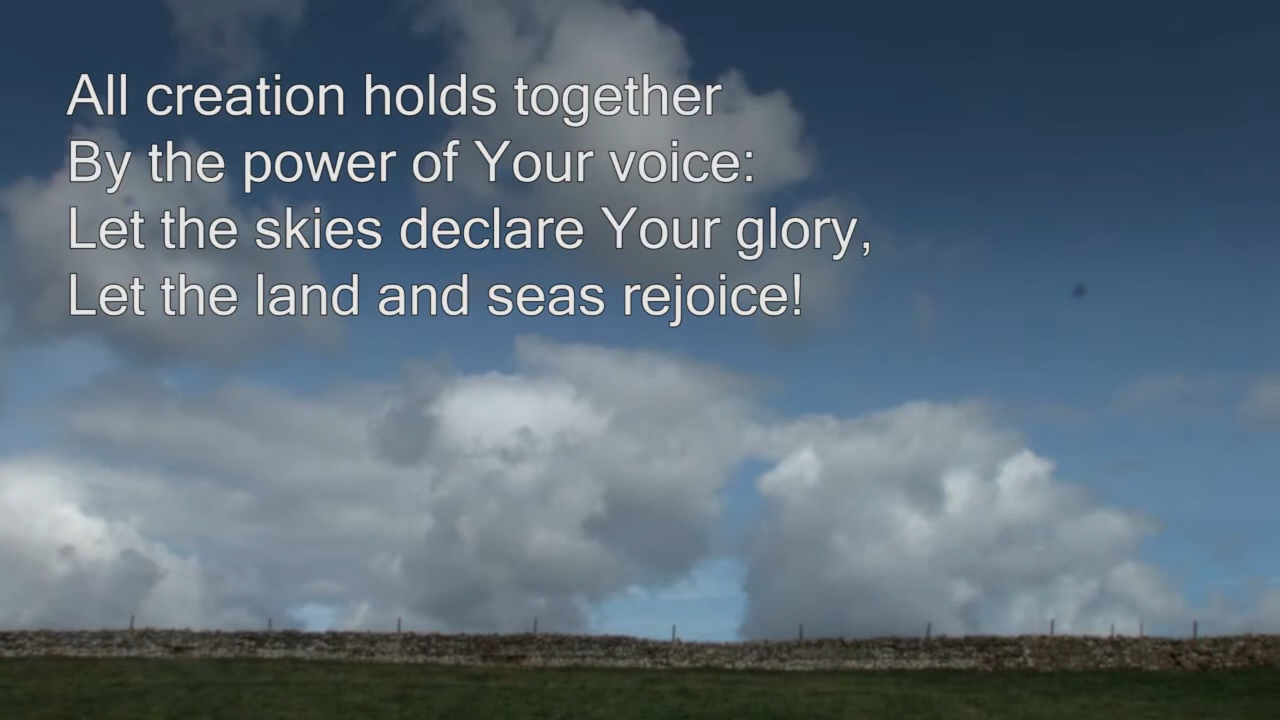 All creation holds together
By the power of Your voice:
Let the skies declare Your glory,
Let the land and seas rejoice!